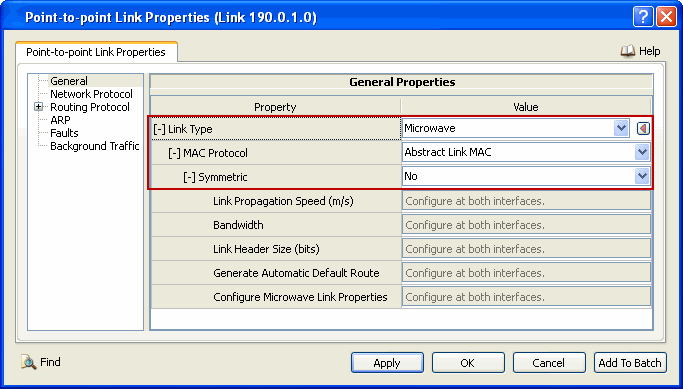 Point-to-point Link Properties (Link 190.0.1.0)
Point-to-point Link Properties
Help
General
Network Protocol
Routing Protocol
ARP
Faults
Background Traffic
General Properties
Property Value
[-] Link Type Microwave
[-] MAC Protocol Abstract Link MAC
[-] Symmetric No
Link Propagation Speed (m/s) Configure at both interfaces.
Bandwidth Configure at both interfaces.
Link Header Size (bits) Configure at both interfaces.
Generate Automatic Default Route Configure at both interfaces.
Configure Microwave Link Properties Configure at both interfaces.
Find
Apply OK Cancel Add To Batch